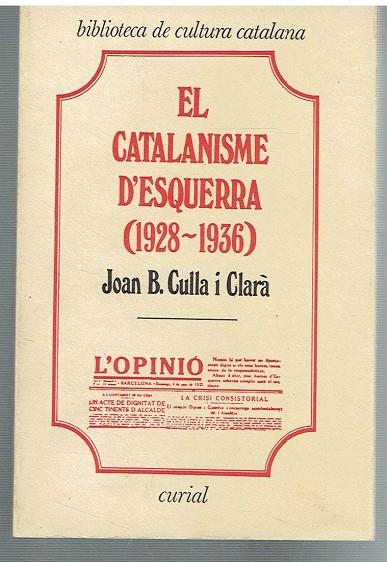 biblioteca de cultura catalana
EL
CATALANISME
D'ESQUERRA
(1928~1936)
Joan B. Culla i Clarà
L'OPINIÓ
BARCELONA
LA CRISI CONSISTORIAL
UN ACTE DE DIGNITAT DE
CINC TINENTS D'ALCALDE
curial